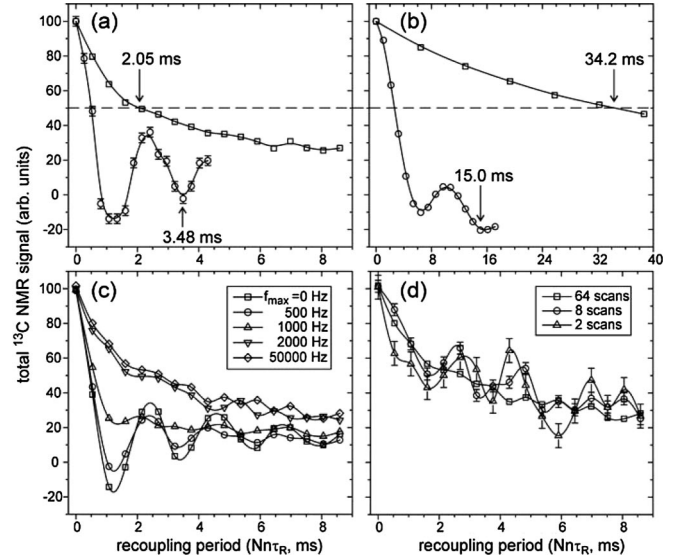 (a)
2.05 ms
3.48 ms
100
80
60
40
20
0
-20
0 2 4 6 8
(b)
34.2 ms
15.0 ms
0 8 16 24 32 40
total ¹³C NMR signal (arb. units)
(c)
fmax =0 Hz
500 Hz
1000 Hz
2000 Hz
50000 Hz
100
80
60
40
20
0
-20
0 2 4 6 8
recoupling period (NnτR, ms)
(d)
64 scans
8 scans
2 scans
0 2 4 6 8
recoupling period (NnτR, ms)